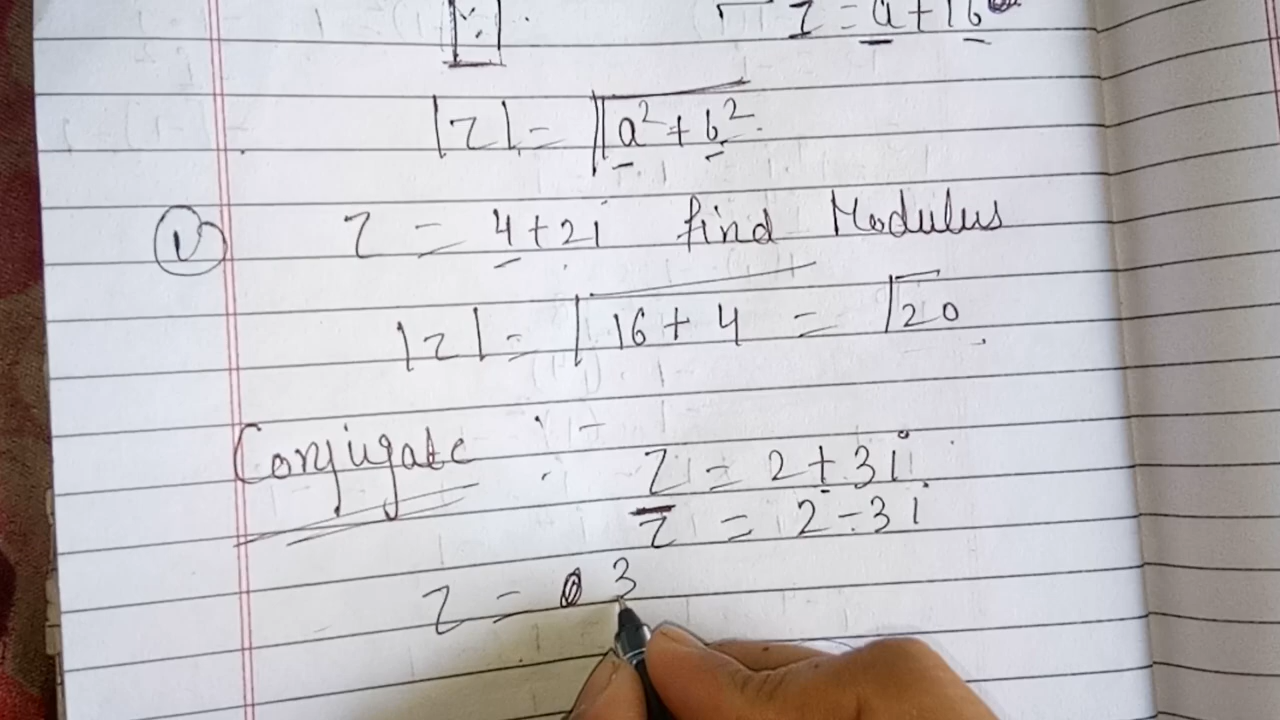 z = a + ib
|z| = √a² + b²
① z = 4 + 2i find Modulus
|z| = √16 + 4 = √20
Conjugate :- z = 2 + 3i
z̅ = 2 - 3i
z = 3